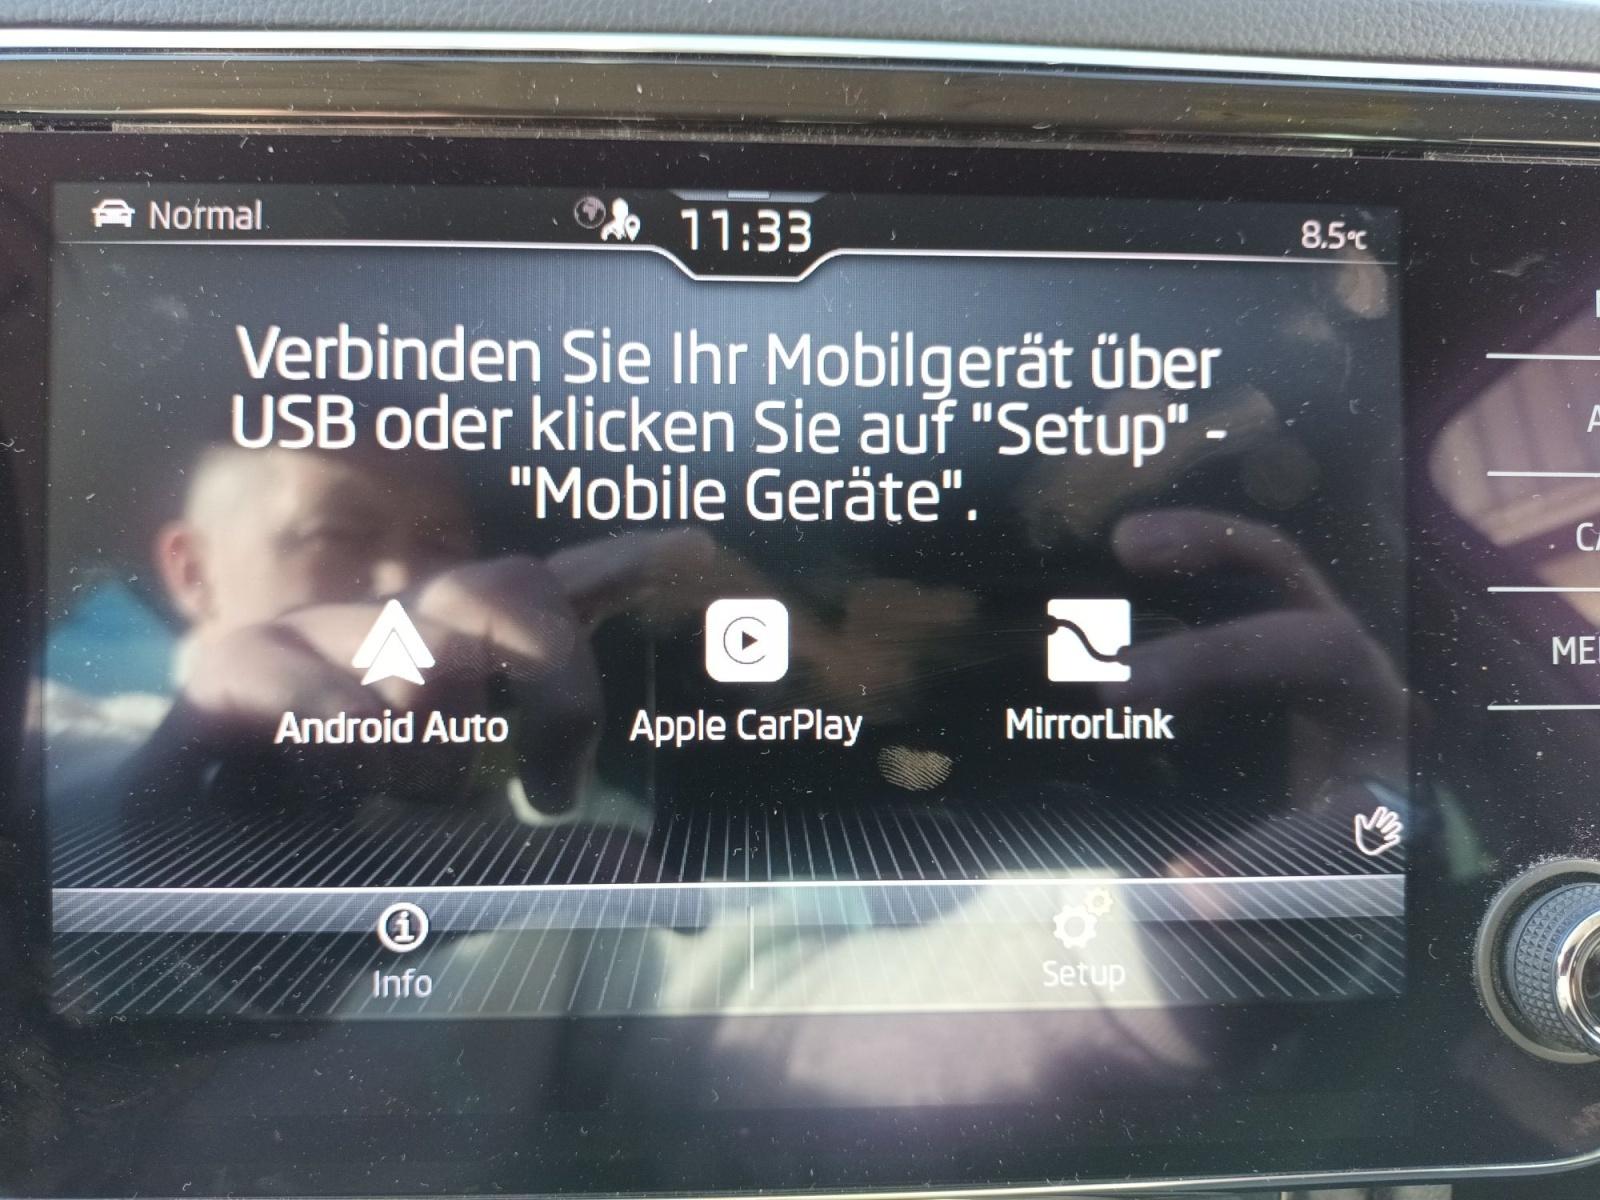 Normal
11:33
8.5°C
Verbinden Sie Ihr Mobilgerät über
USB oder klicken Sie auf "Setup" -
"Mobile Geräte".
Android Auto
Apple CarPlay
MirrorLink
Info
Setup